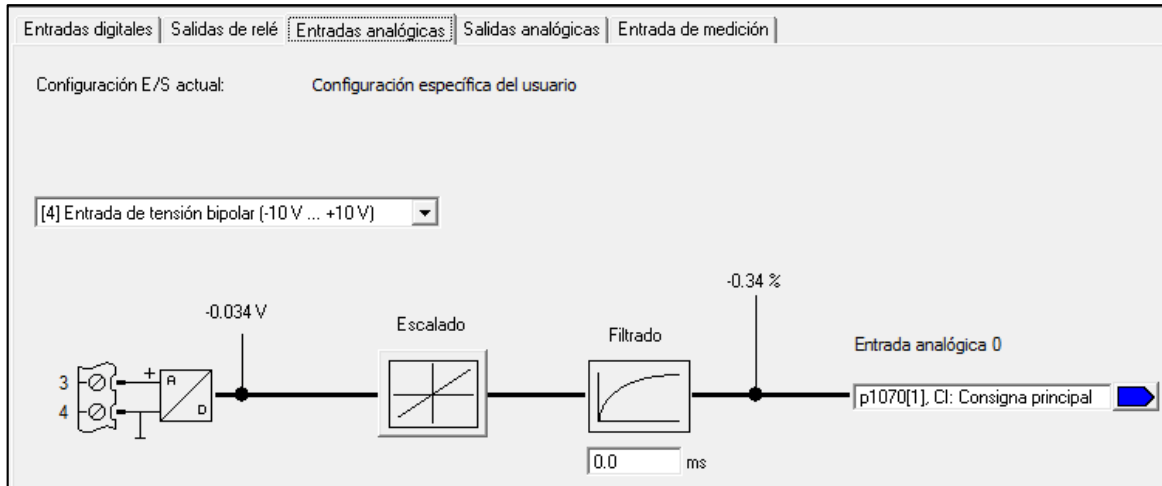 Entradas digitales Salidas de relé Entradas analógicas Salidas analógicas Entrada de medición
Configuración E/S actual: Configuración específica del usuario
[4] Entrada de tensión bipolar (-10 V ... +10 V)
-0.34 %
-0.034 V
Escalado
Filtrado
Entrada analógica 0
3 + A
4 D
p1070[1], CI: Consigna principal
0.0 ms